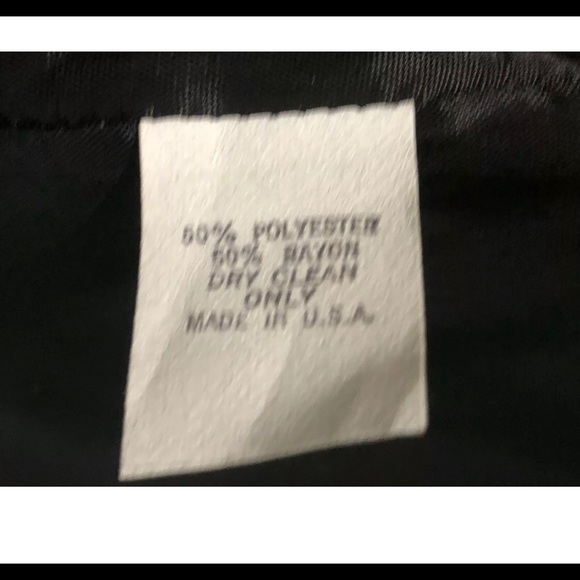 50% POLYESTER
50% RAYON
DRY CLEAN
ONLY
MADE IN U.S.A.